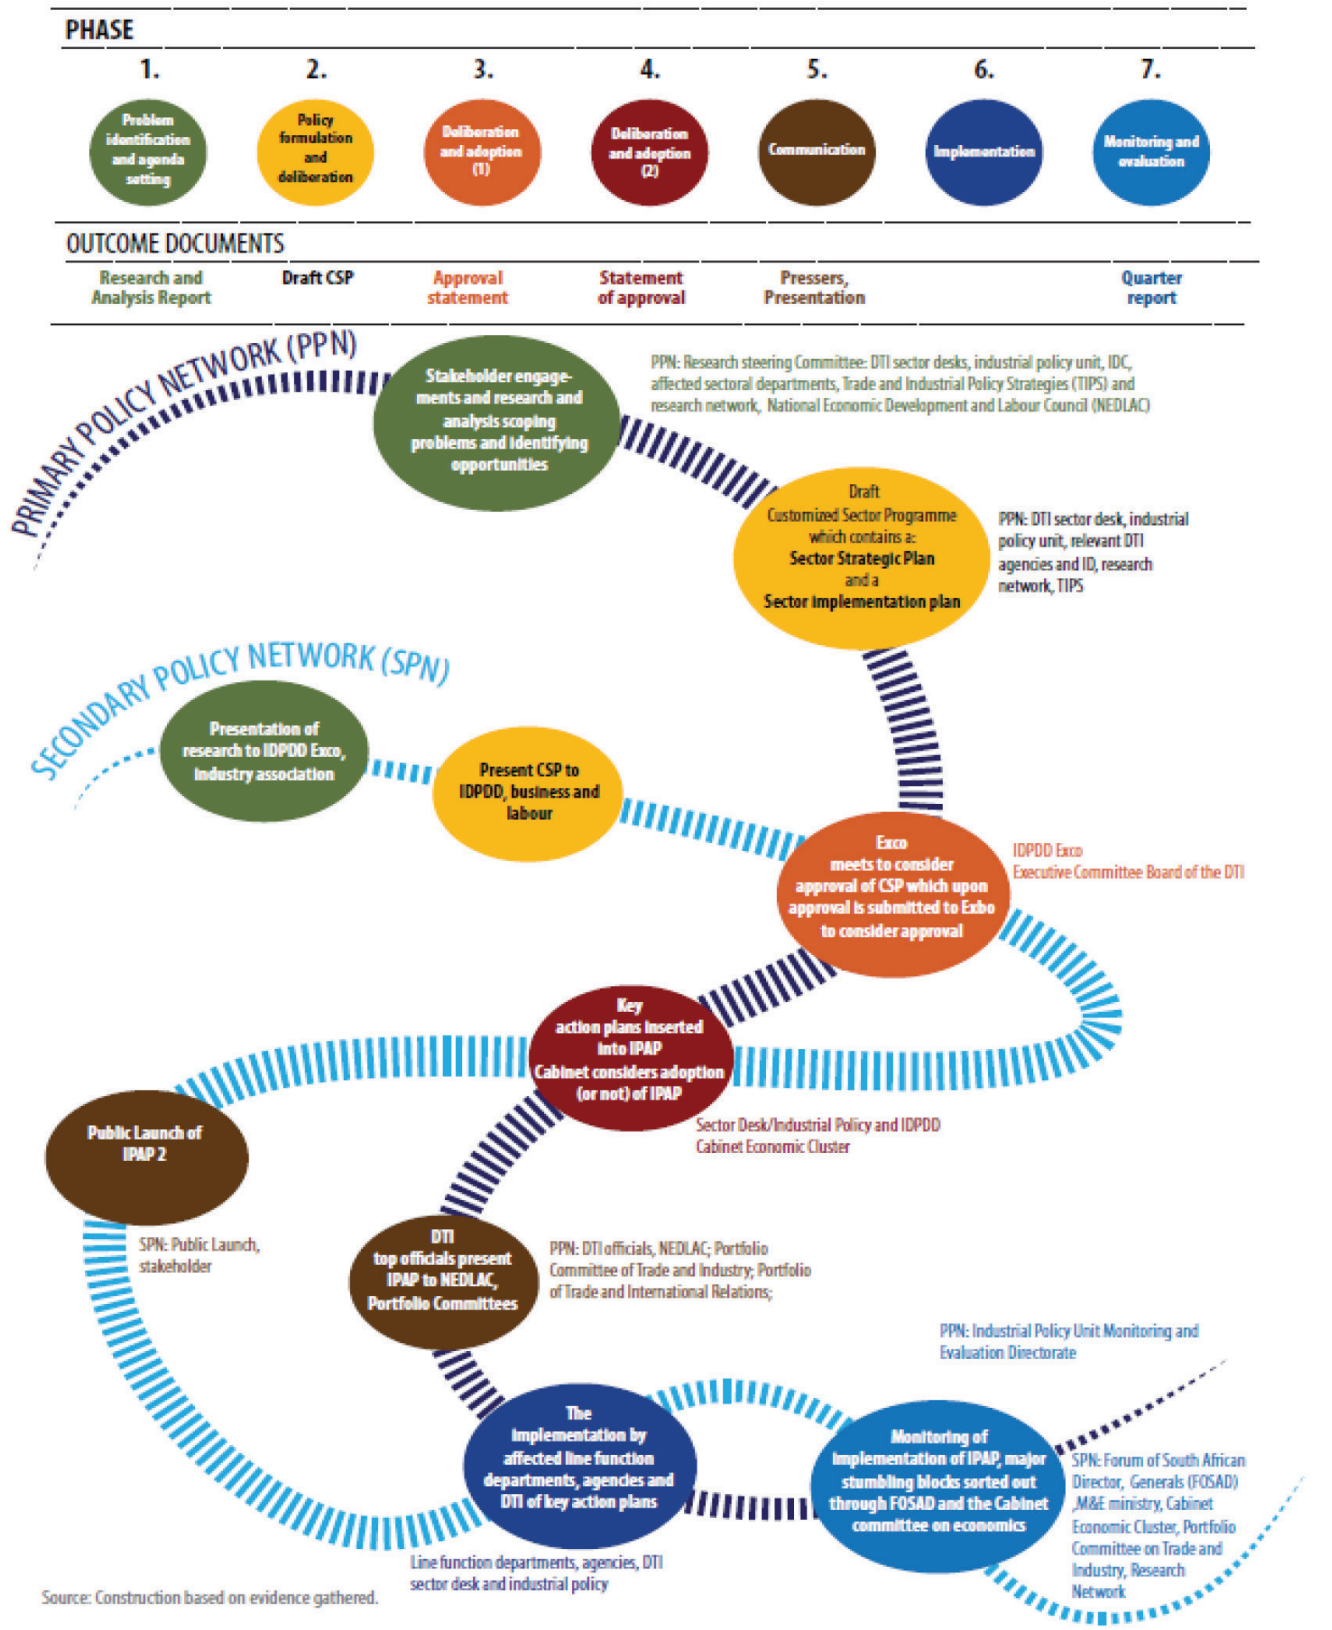 PHASE
1.
2.
3.
4.
5.
6.
7.
Problem
identification
and agenda
setting
Policy
formulation
and
deliberation
Deliberation
and adoption
(1)
Deliberation
and adoption
(2)
Communication
Implementation
Monitoring and
evaluation
OUTCOME DOCUMENTS
Research and
Analysis Report
Draft CSP
Approval
statement
Statement
of approval
Pressers,
Presentation
Quarter
report
PRIMARY POLICY NETWORK (PPN)
Stakeholder engage-
ments and research and
analysis scoping
problems and identifying
opportunities
PPN: Research steering Committee: DTI sector desks, industrial policy unit, IDC,
affected sectoral departments, Trade and Industrial Policy Strategies (TIPS) and
research network, National Economic Development and Labour Council (NEDLAC)
Draft
Customized Sector Programme
which contains a:
Sector Strategic Plan
and a
Sector implementation plan
PPN: DTI sector desk, industrial
policy unit, relevant DTI
agencies and ID, research
network, TIPS
SECONDARY POLICY NETWORK (SPN)
Presentation of
research to IDPDD Exco,
industry association
Present CSP to
IDPDD, business and
labour
Exco
meets to consider
approval of CSP which upon
approval is submitted to Exbo
to consider approval
IDPDD Exco
Executive Committee Board of the DTI
Key
action plans inserted
into IPAP
Cabinet considers adoption
(or not) of IPAP
Sector Desk/Industrial Policy and IDPDD
Cabinet Economic Cluster
Public Launch of
IPAP 2
SPN: Public Launch,
stakeholder
DTI
top officials present
IPAP to NEDLAC,
Portfolio Committees
PPN: DTI officials, NEDLAC; Portfolio
Committee of Trade and Industry; Portfolio
of Trade and International Relations;
PPN: Industrial Policy Unit Monitoring and
Evaluation Directorate
The
implementation by
affected line function
departments, agencies and
DTI of key action plans
Monitoring of
implementation of IPAP, major
stumbling blocks sorted out
through FOSAD and the Cabinet
committee on economics
SPN: Forum of South African
Director, Generals (FOSAD)
,M&E ministry, Cabinet
Economic Cluster, Portfolio
Committee on Trade and
Industry, Research
Network
Line function departments, agencies, DTI
sector desk and industrial policy
Source: Construction based on evidence gathered.